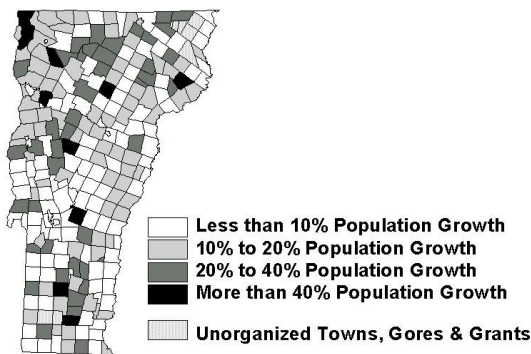 Less than 10% Population Growth
10% to 20% Population Growth
20% to 40% Population Growth
More than 40% Population Growth
Unorganized Towns, Gores & Grants